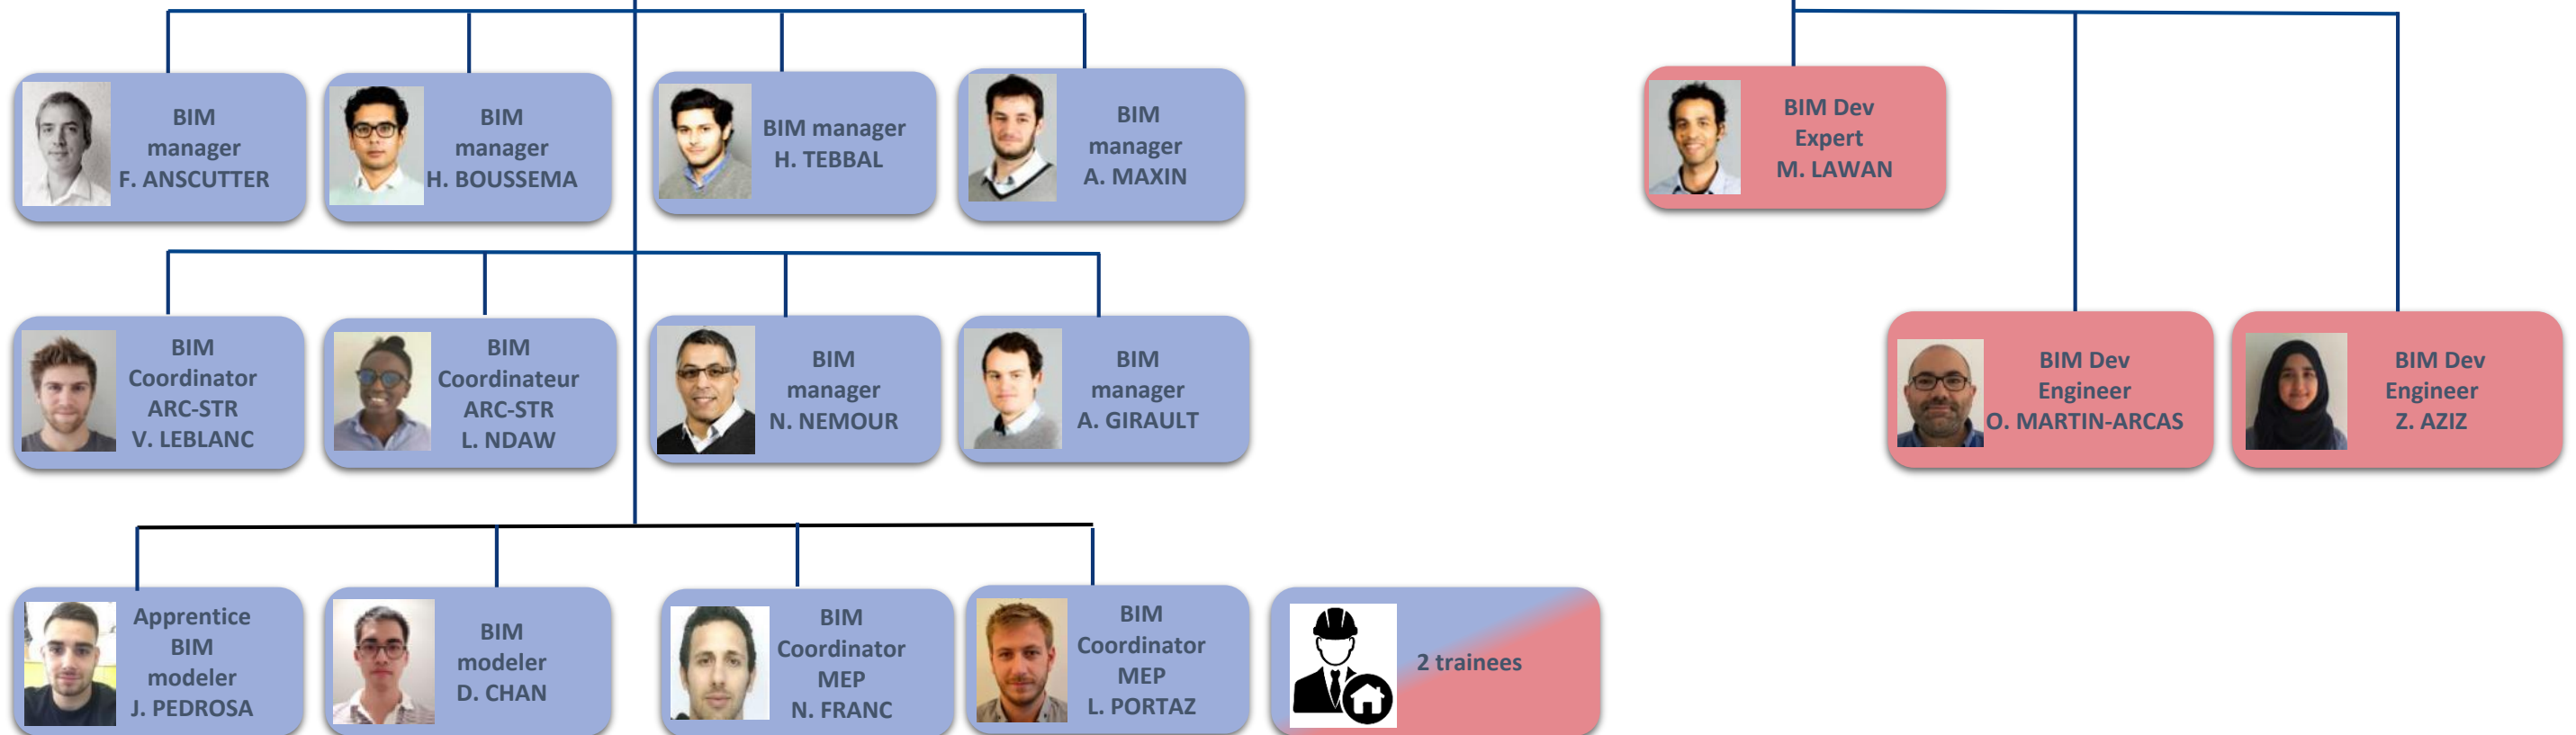 BIM
manager
F. ANSCUTTER
BIM
manager
H. BOUSSEMA
BIM manager
H. TEBBAL
BIM
manager
A. MAXIN
BIM Dev
Expert
M. LAWAN
BIM
Coordinator
ARC-STR
V. LEBLANC
BIM
Coordinateur
ARC-STR
L. NDAW
BIM
manager
N. NEMOUR
BIM
manager
A. GIRAULT
BIM Dev
Engineer
O. MARTIN-ARCAS
BIM Dev
Engineer
Z. AZIZ
Apprentice
BIM
modeler
J. PEDROSA
BIM
modeler
D. CHAN
BIM
Coordinator
MEP
N. FRANC
BIM
Coordinator
MEP
L. PORTAZ
2 trainees